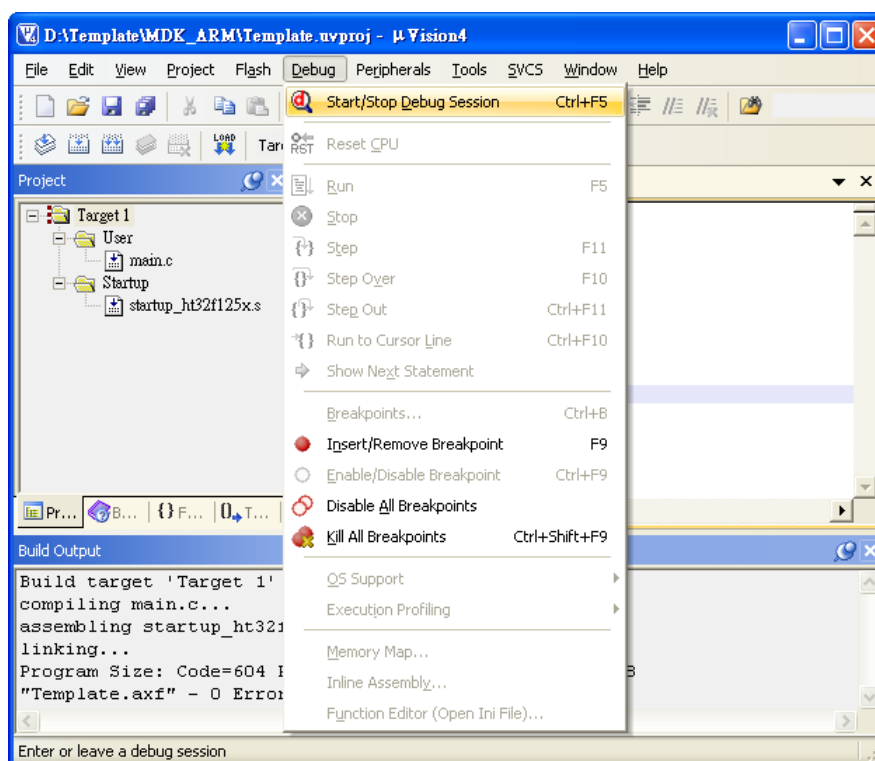 D:\Template\MDK_ARM\Template.uvproj - µVision4
File Edit View Project Flash Debug Peripherals Tools SVCS Window Help
Start/Stop Debug Session Ctrl+F5
LOAD
RST Reset CPU
Project
Run F5
Target 1
Stop
User
Step F11
main.c
Step Over F10
Startup
Step Out Ctrl+F11
startup_ht32f125x.s
Run to Cursor Line Ctrl+F10
Show Next Statement
Breakpoints... Ctrl+B
Insert/Remove Breakpoint F9
Enable/Disable Breakpoint Ctrl+F9
Disable All Breakpoints
Pr... B... {} F... 0 T...
Kill All Breakpoints Ctrl+Shift+F9
Build Output
OS Support
Build target 'Target 1'
compiling main.c...
Execution Profiling
assembling
linking...
Memory Map...
Program Size: Code=604
Inline Assembly...
"Template.axf" - 0
Function Editor (Open Ini File)...
Enter or leave a debug session